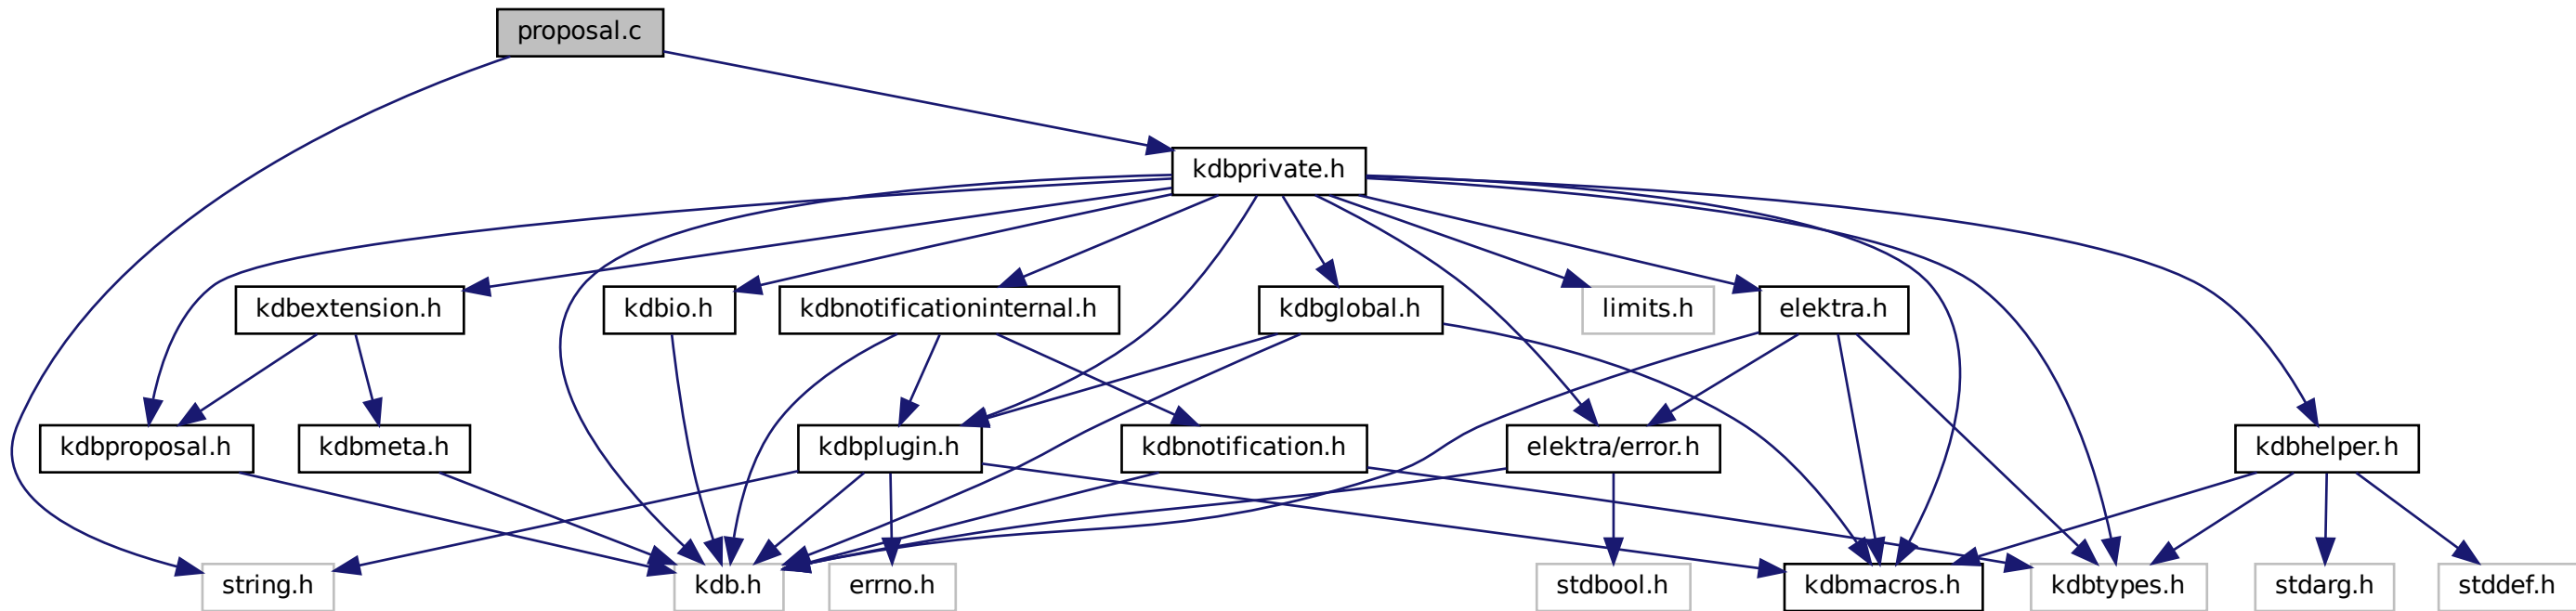 proposal.c
kdbprivate.h
kdbextension.h
kdbio.h
kdbnotificationinternal.h
kdbglobal.h
limits.h
elektra.h
kdbproposal.h
kdbmeta.h
kdbplugin.h
kdbnotification.h
elektra/error.h
kdbhelper.h
string.h
kdb.h
errno.h
stdbool.h
kdbmacros.h
kdbtypes.h
stdarg.h
stddef.h